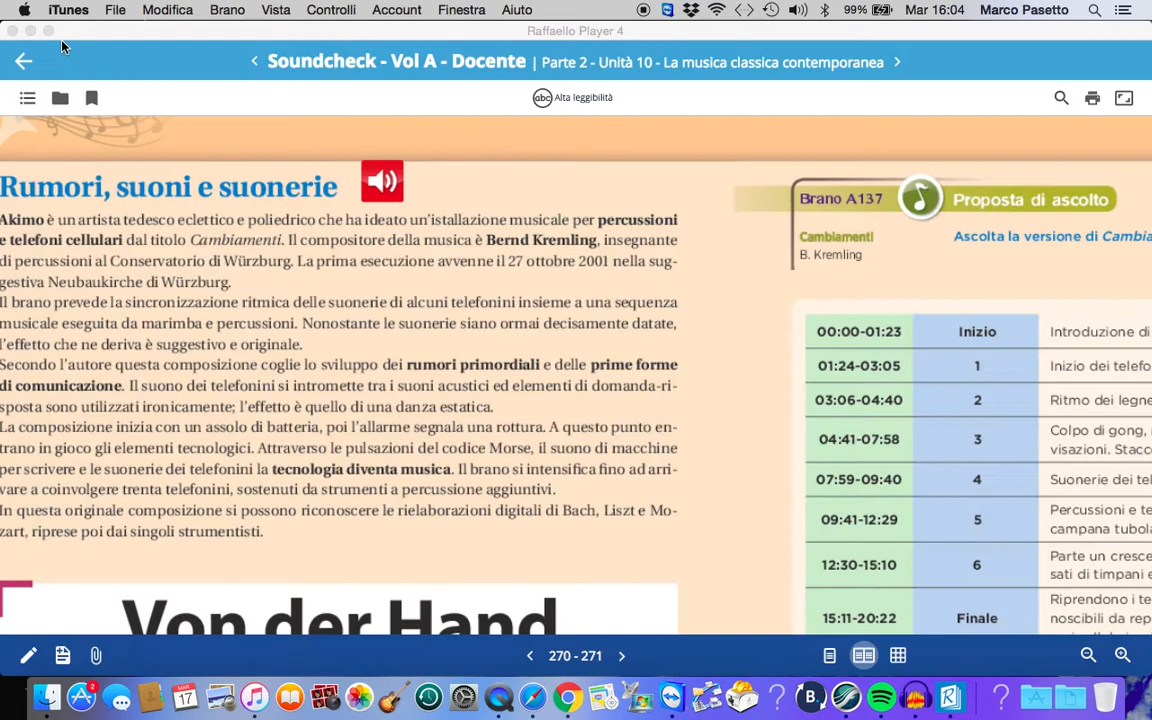 iTunes File Modifica Brano Vista Controlli Account Finestra Aiuto 99% Mar 16:04 Marco Pasetto
Raffaello Player 4
Soundcheck - Vol A - Docente | Parte 2 - Unità 10 - La musica classica contemporanea
abc Alta leggibilità
Rumori, suoni e suonerie
Akimo è un artista tedesco eclettico e poliedrico che ha ideato un'istallazione musicale per percussioni
e telefoni cellulari dal titolo Cambiamenti. Il compositore della musica è Bernd Kremling, insegnante
di percussioni al Conservatorio di Würzburg. La prima esecuzione avvenne il 27 ottobre 2001 nella sug-
gestiva Neubaukirche di Würzburg.
Il brano prevede la sincronizzazione ritmica delle suonerie di alcuni telefonini insieme a una sequenza
musicale eseguita da marimba e percussioni. Nonostante le suonerie siano ormai decisamente datate,
l'effetto che ne deriva è suggestivo e originale.
Secondo l'autore questa composizione coglie lo sviluppo dei rumori primordiali e delle prime forme
di comunicazione. Il suono dei telefonini si intromette tra i suoni acustici ed elementi di domanda-ri-
sposta sono utilizzati ironicamente; l'effetto è quello di una danza estatica.
La composizione inizia con un assolo di batteria, poi l'allarme segnala una rottura. A questo punto en-
trano in gioco gli elementi tecnologici. Attraverso le pulsazioni del codice Morse, il suono di macchine
per scrivere e le suonerie dei telefonini la tecnologia diventa musica. Il brano si intensifica fino ad arri-
vare a coinvolgere trenta telefonini, sostenuti da strumenti a percussione aggiuntivi.
In questa originale composizione si possono riconoscere le rielaborazioni digitali di Bach, Liszt e Mo-
zart, riprese poi dai singoli strumentisti.
Von der Hand
Brano A137 Proposta di ascolto
Cambiamenti Ascolta la versione di Cambia
B. Kremling
00:00-01:23 Inizio Introduzione di
01:24-03:05 1 Inizio dei telefo
03:06-04:40 2 Ritmo dei legne
04:41-07:58 3 Colpo di gong,
visazioni. Stacc
07:59-09:40 4 Suonerie dei tel
09:41-12:29 5 Percussioni e te
campana tubola
12:30-15:10 6 Parte un cresce
sati di timpani e
15:11-20:22 Finale Riprendono i te
noscibili da rep
270 - 271
2
MAR
17